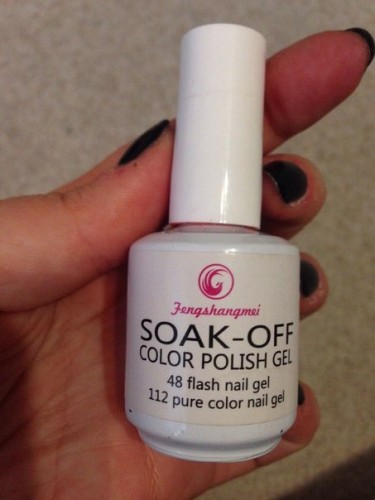 Fengshangmei
SOAK-OFF
COLOR POLISH GEL
48 flash nail gel
112 pure color nail gel